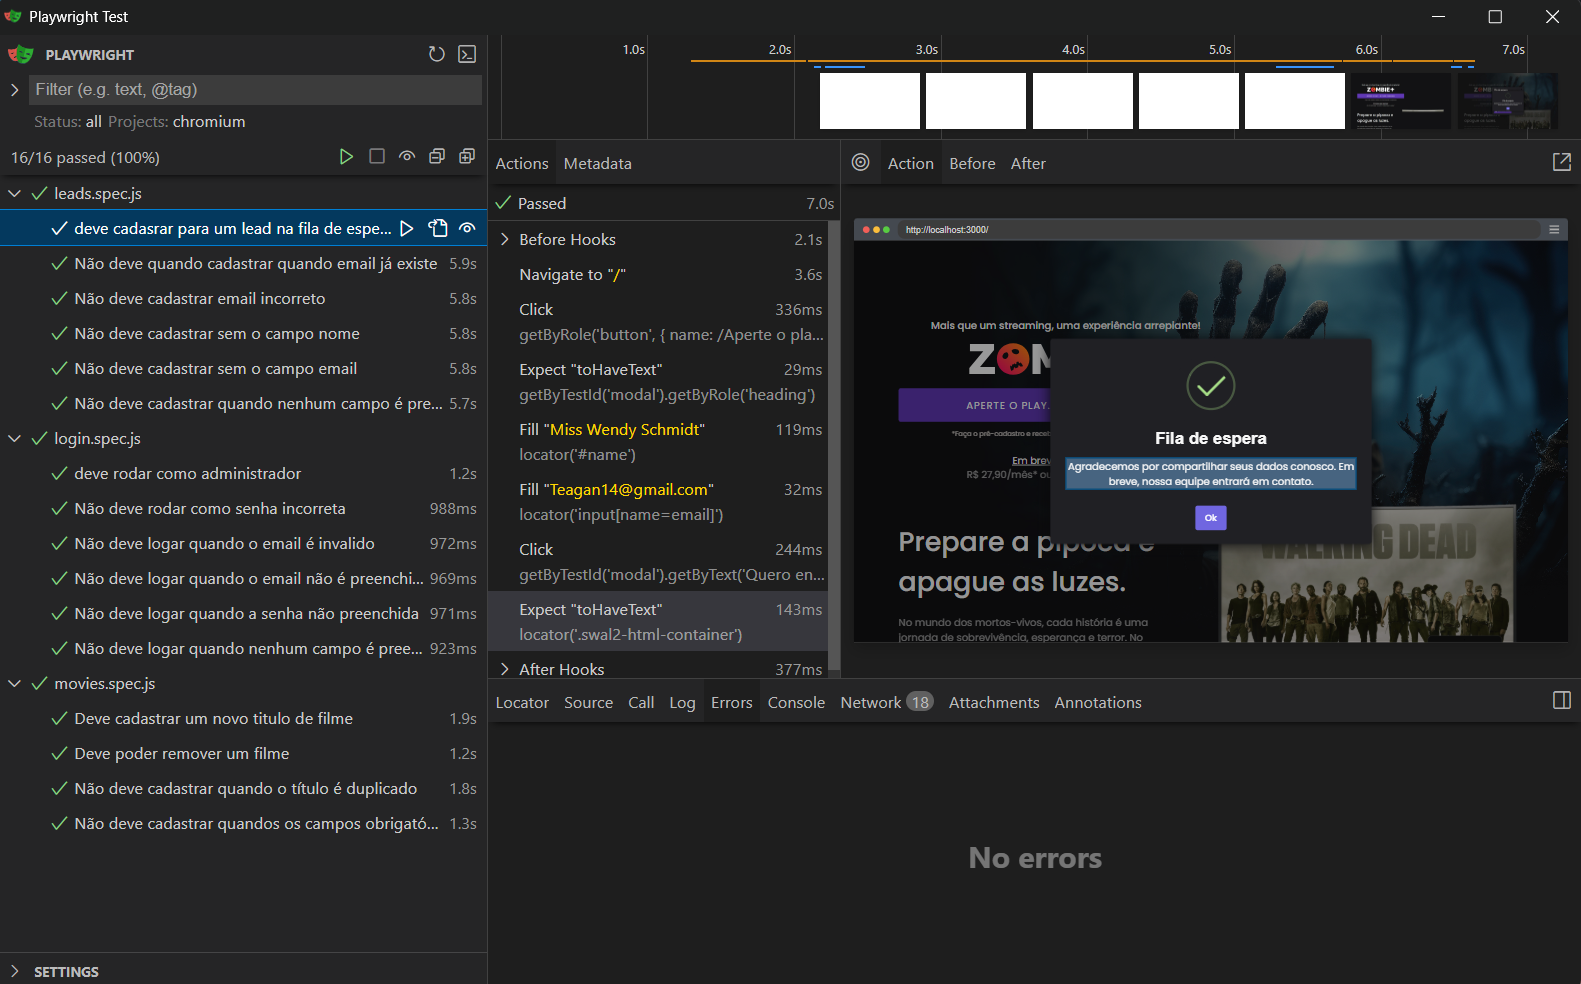 Playwright Test
PLAYWRIGHT
Filter (e.g. text, @tag)
Status: all Projects: chromium
16/16 passed (100%)
leads.spec.js
deve cadasrar para um lead na fila de espe...
Não deve quando cadastrar quando email já existe 5.9s
Não deve cadastrar email incorreto 5.8s
Não deve cadastrar sem o campo nome 5.8s
Não deve cadastrar sem o campo email 5.8s
Não deve cadastrar quando nenhum campo é pre... 5.7s
login.spec.js
deve rodar como administrador 1.2s
Não deve rodar como senha incorreta 988ms
Não deve logar quando o email é invalido 972ms
Não deve logar quando o email não é preenchi... 969ms
Não deve logar quando a senha não preenchida 971ms
Não deve logar quando nenhum campo é pree... 923ms
movies.spec.js
Deve cadastrar um novo titulo de filme 1.9s
Deve poder remover um filme 1.2s
Não deve cadastrar quando o título é duplicado 1.8s
Não deve cadastrar quandos os campos obrigató... 1.3s
SETTINGS
1.0s 2.0s 3.0s 4.0s 5.0s 6.0s 7.0s
ZOMBIE+
Prepare a pipoca e
apague as luzes.
Actions Metadata
Passed 7.0s
Before Hooks 2.1s
Navigate to "/" 3.6s
Click 336ms
getByRole('button', { name: /Aperte o pla...
Expect "toHaveText" 29ms
getByTestId('modal').getByRole('heading')
Fill "Miss Wendy Schmidt" 119ms
locator('#name')
Fill "Teagan14@gmail.com" 32ms
locator('input[name=email]')
Click 244ms
getByTestId('modal').getByText('Quero en...
Expect "toHaveText" 143ms
locator('.swal2-html-container')
After Hooks 377ms
Action Before After
http://localhost:3000/
Mais que um streaming, uma experiência arrepiante!
ZOM
APERTE O PLAY.
*Faça o pré-cadastro e rece
Em brev
R$ 27,90/mês* ou
Fila de espera
Agradecemos por compartilhar seus dados conosco. Em
breve, nossa equipe entrará em contato.
Ok
Prepare a pipoca e
apague as luzes.
No mundo dos mortos-vivos, cada história é uma
jornada de sobrevivência, esperança e terror. No
WALKING DEAD
Locator Source Call Log Errors Console Network 18 Attachments Annotations
No errors